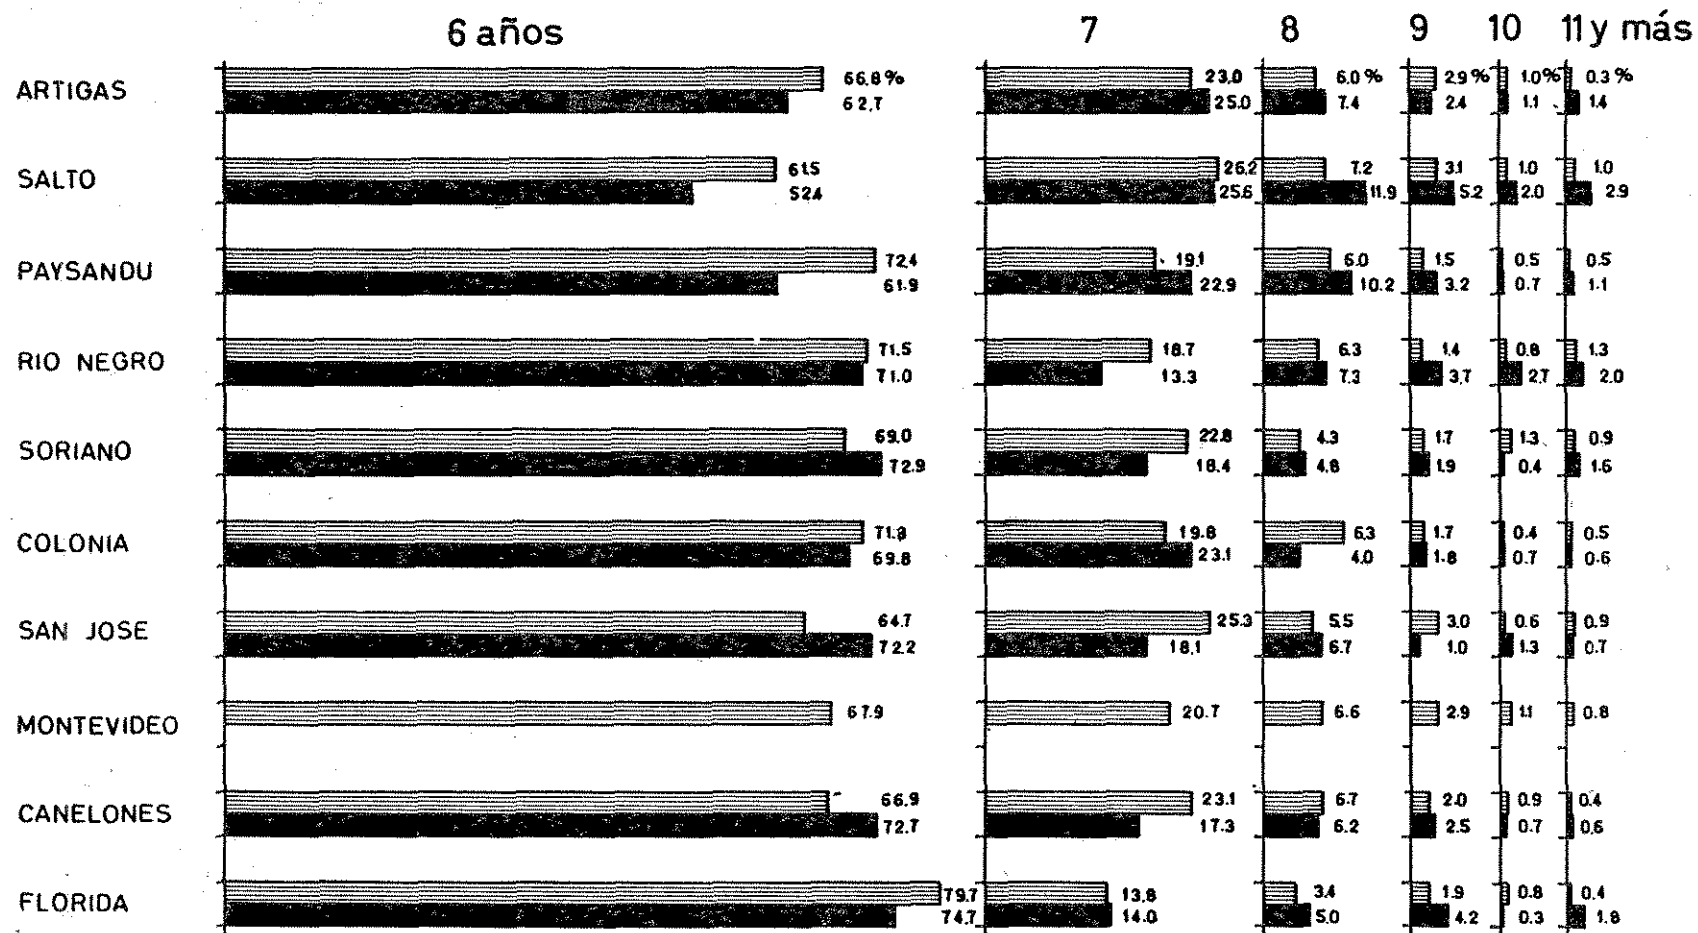 6 años 7 8 9 10 11 y más
ARTIGAS 66.8% 23.0 6.0% 2.9% 1.0% 0.3%
62.7 25.0 7.4 2.4 1.1 1.4
SALTO 61.5 26.2 7.2 3.1 1.0 1.0
52.4 25.6 11.9 5.2 2.0 2.9
PAYSANDU 72.4 19.1 6.0 1.5 0.5 0.5
61.9 22.9 10.2 3.2 0.7 1.1
RIO NEGRO 71.5 18.7 6.3 1.4 0.8 1.3
71.0 13.3 7.3 3.7 2.7 2.0
SORIANO 69.0 22.8 4.3 1.7 1.3 0.9
72.9 18.4 4.8 1.9 0.4 1.6
COLONIA 71.3 19.8 6.3 1.7 0.4 0.5
69.8 23.1 4.0 1.8 0.7 0.6
SAN JOSE 64.7 25.3 5.5 3.0 0.6 0.9
72.2 18.1 6.7 1.0 1.3 0.7
MONTEVIDEO 67.9 20.7 6.6 2.9 1.1 0.8
CANELONES 66.9 23.1 6.7 2.0 0.9 0.4
72.7 17.3 6.2 2.5 0.7 0.6
FLORIDA 79.7 13.8 3.4 1.9 0.8 0.4
74.7 14.0 5.0 4.2 0.3 1.8